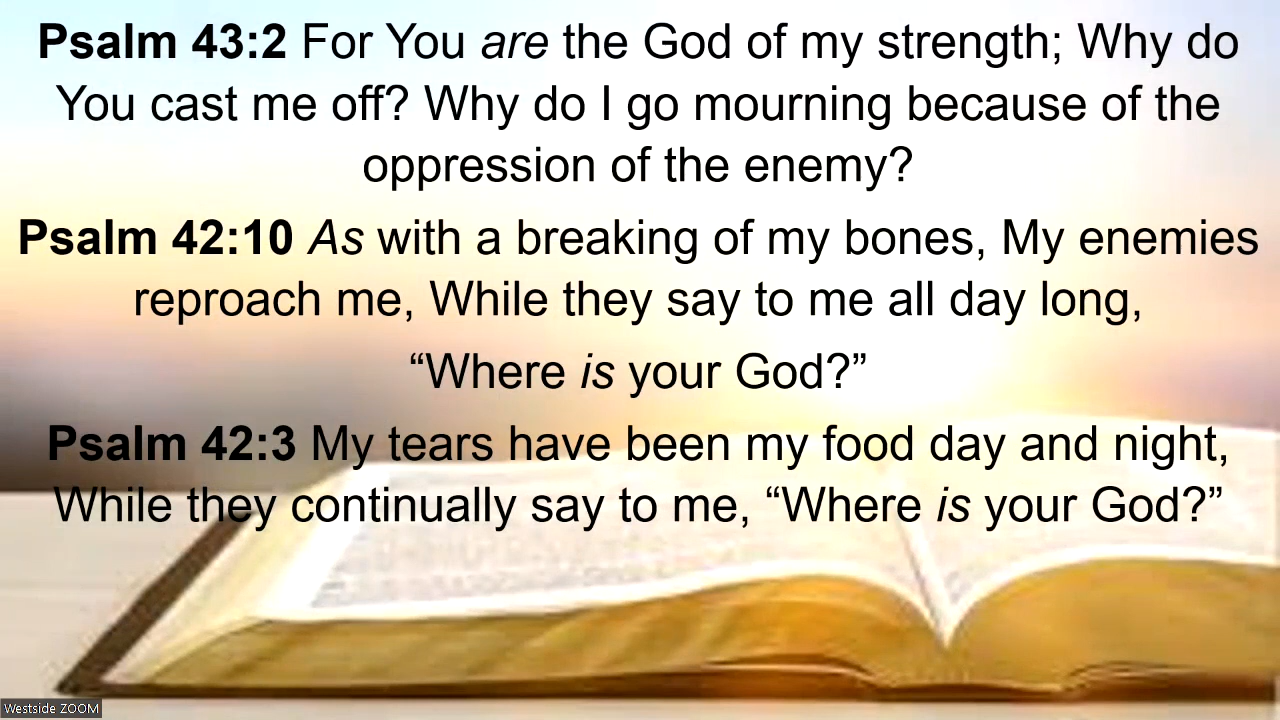 Psalm 43:2 For You are the God of my strength; Why do
You cast me off? Why do I go mourning because of the
oppression of the enemy?
Psalm 42:10 As with a breaking of my bones, My enemies
reproach me, While they say to me all day long,
“Where is your God?”
Psalm 42:3 My tears have been my food day and night,
While they continually say to me, “Where is your God?”
Westside ZOOM